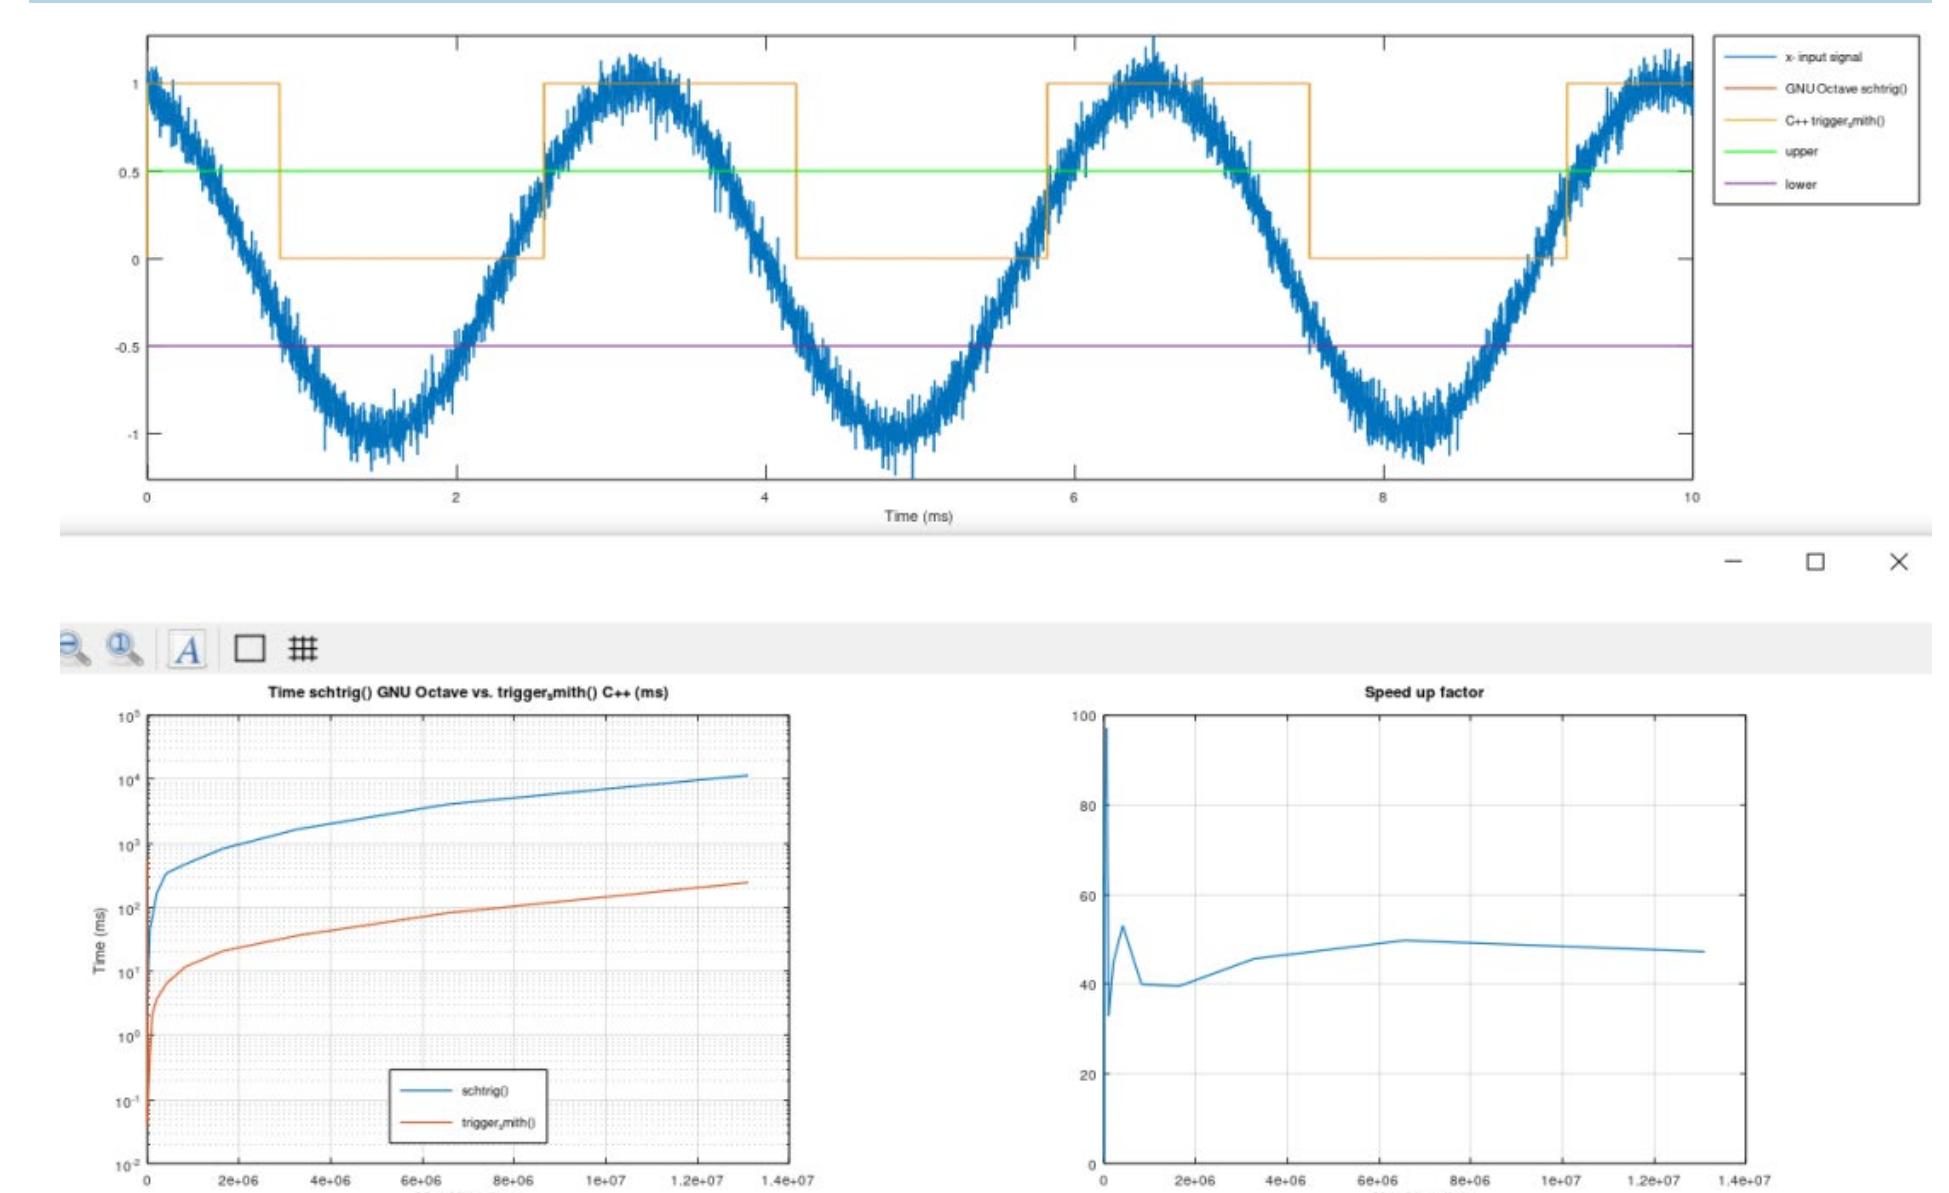 1
0.5
0
-0.5
-1
0 2 4 6 8 10
Time (ms)
x- input signal
GNU Octave schtrig()
C++ triggersmith()
upper
lower
1
A
Time schtrig() GNU Octave vs. triggersmith() C++ (ms)
10^5
10^4
10^3
10^2
10^1
10^0
10^-1
10^-2
Time (ms)
schtrig()
triggersmith()
0 2e+06 4e+06 6e+06 8e+06 1e+07 1.2e+07 1.4e+07
Speed up factor
100
80
60
40
20
0
0 2e+06 4e+06 6e+06 8e+06 1e+07 1.2e+07 1.4e+07